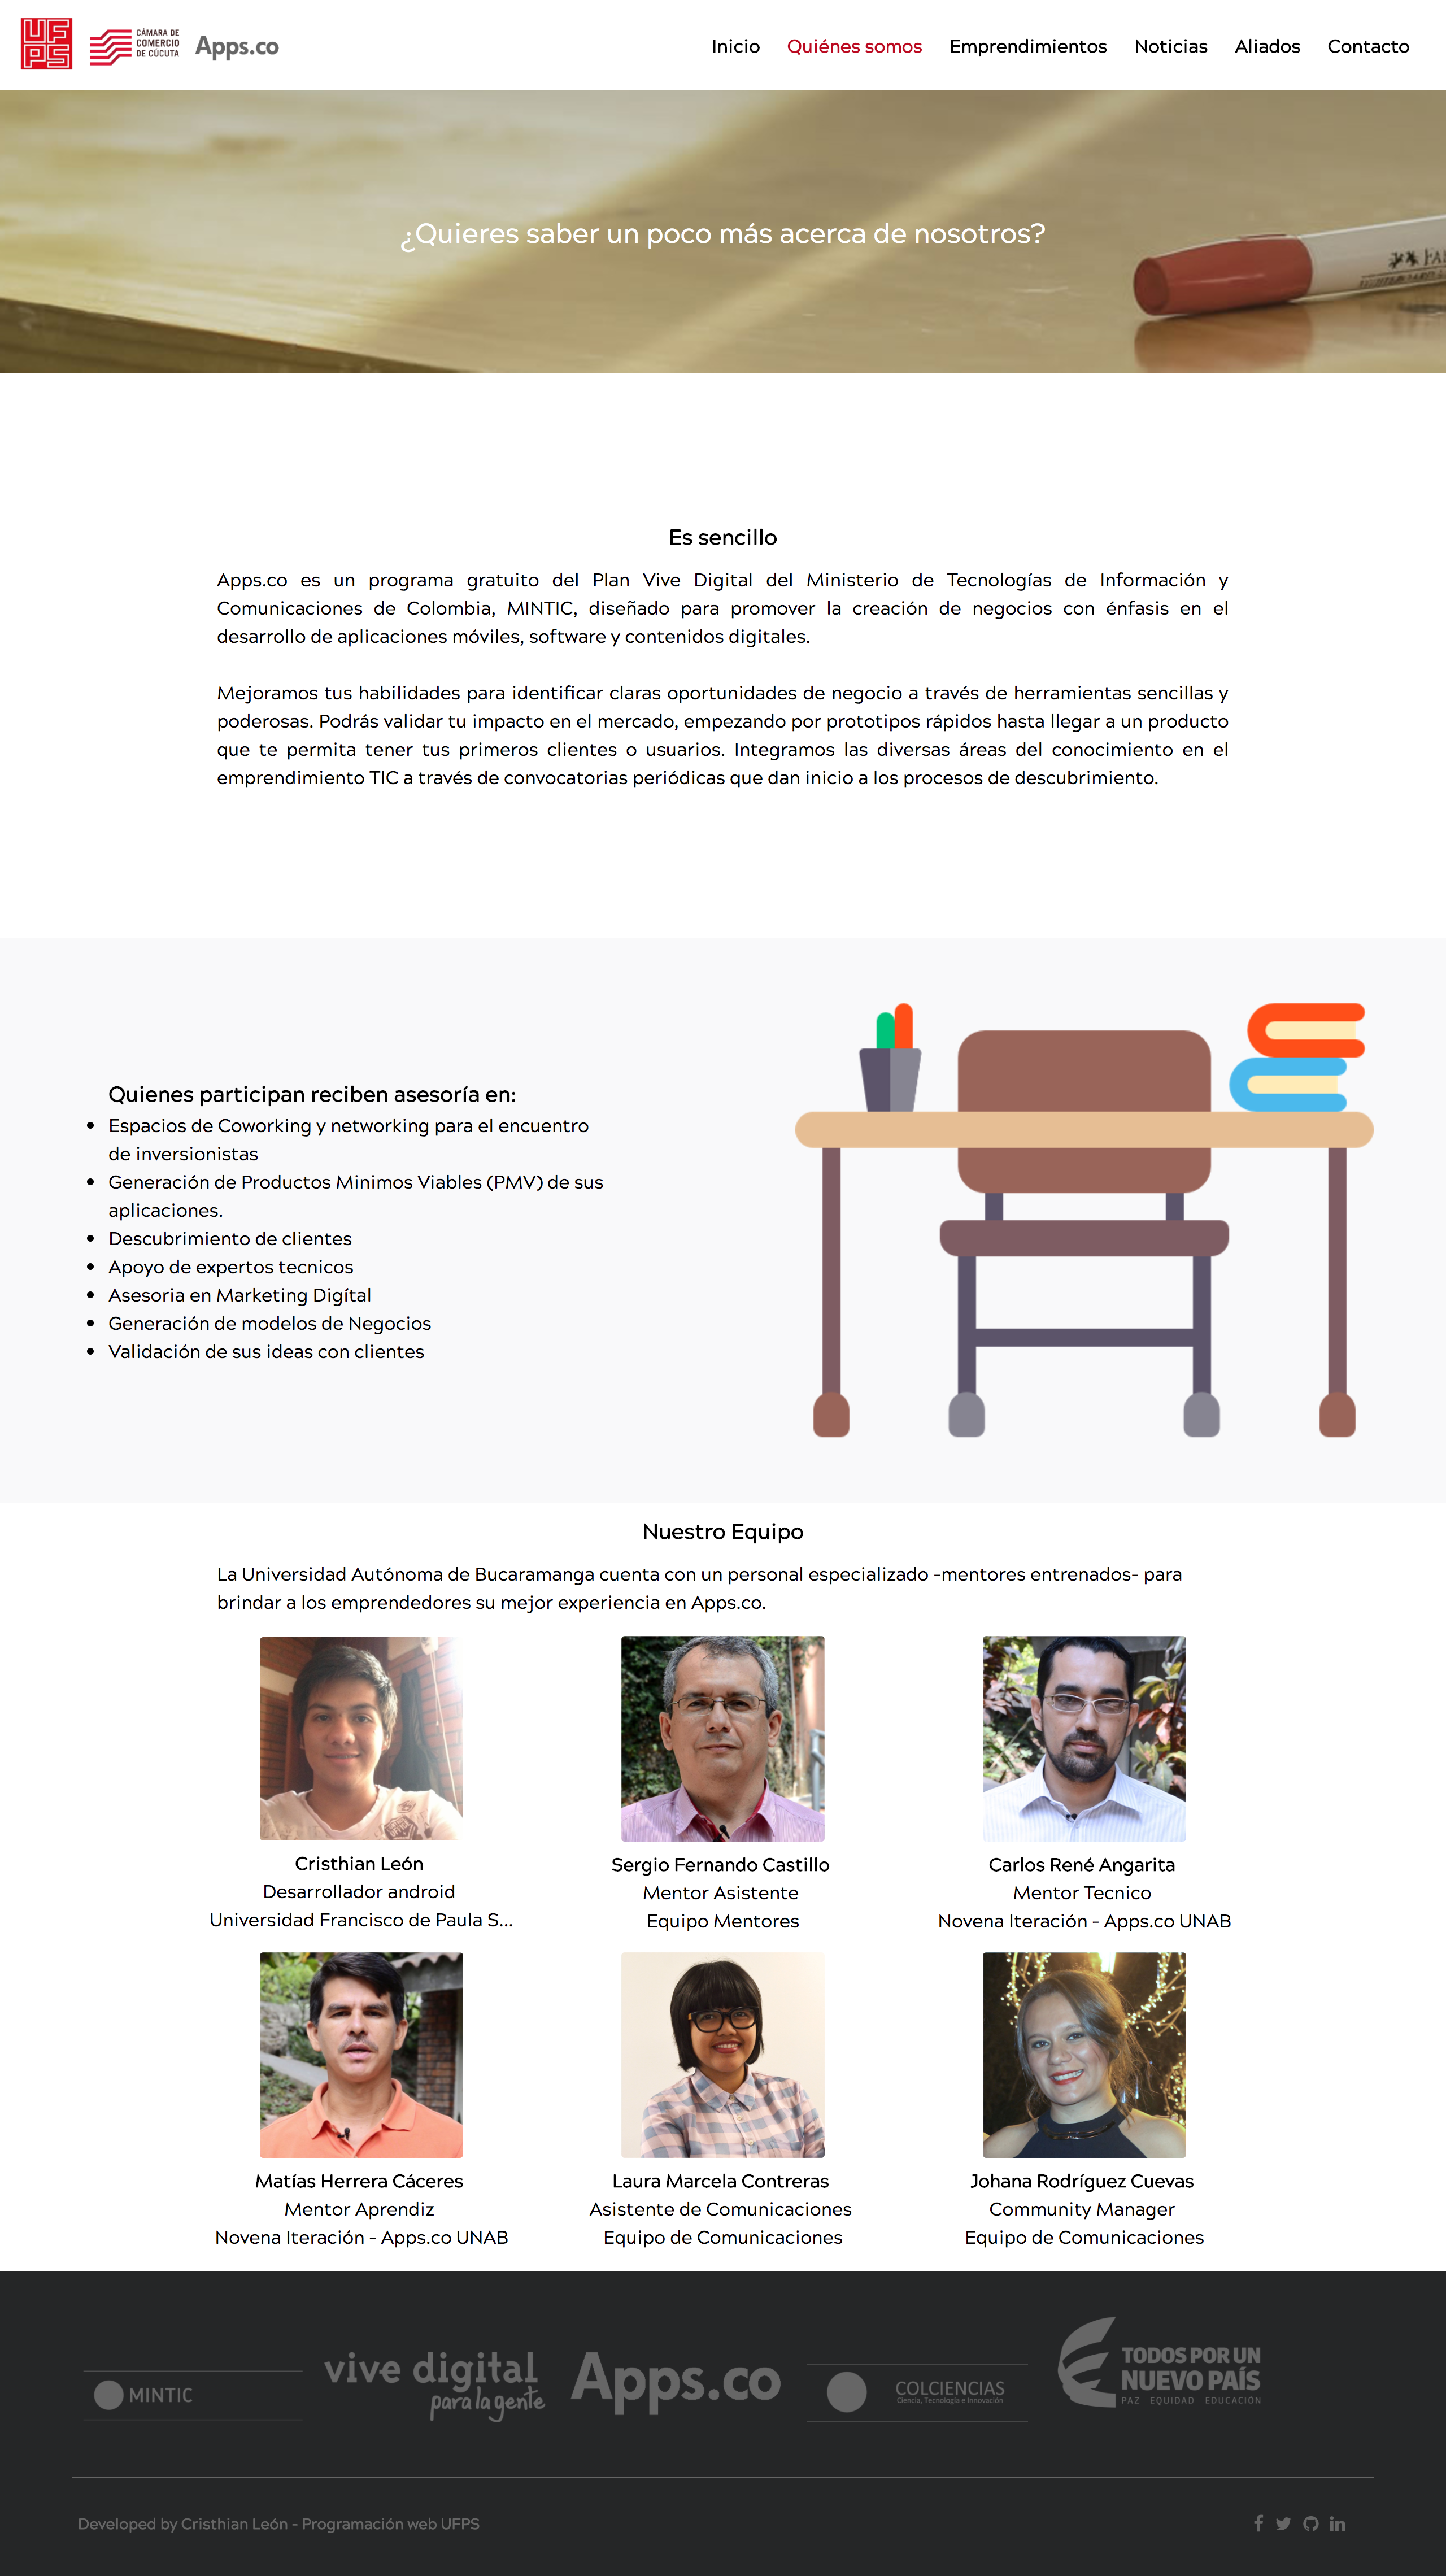 UFPS
CÁMARA DE
COMERCIO
DE CÚCUTA
Apps.co
Inicio Quiénes somos Emprendimientos Noticias Aliados Contacto
¿Quieres saber un poco más acerca de nosotros?
Es sencillo
Apps.co es un programa gratuito del Plan Vive Digital del Ministerio de Tecnologías de Información y
Comunicaciones de Colombia, MINTIC, diseñado para promover la creación de negocios con énfasis en el
desarrollo de aplicaciones móviles, software y contenidos digitales.
Mejoramos tus habilidades para identificar claras oportunidades de negocio a través de herramientas sencillas y
poderosas. Podrás validar tu impacto en el mercado, empezando por prototipos rápidos hasta llegar a un producto
que te permita tener tus primeros clientes o usuarios. Integramos las diversas áreas del conocimiento en el
emprendimiento TIC a través de convocatorias periódicas que dan inicio a los procesos de descubrimiento.
Quienes participan reciben asesoría en:
• Espacios de Coworking y networking para el encuentro
de inversionistas
• Generación de Productos Minimos Viables (PMV) de sus
aplicaciones.
• Descubrimiento de clientes
• Apoyo de expertos tecnicos
• Asesoria en Marketing Digítal
• Generación de modelos de Negocios
• Validación de sus ideas con clientes
Nuestro Equipo
La Universidad Autónoma de Bucaramanga cuenta con un personal especializado -mentores entrenados- para
brindar a los emprendedores su mejor experiencia en Apps.co.
Cristhian León
Desarrollador android
Universidad Francisco de Paula S...
Sergio Fernando Castillo
Mentor Asistente
Equipo Mentores
Carlos René Angarita
Mentor Tecnico
Novena Iteración - Apps.co UNAB
Matías Herrera Cáceres
Mentor Aprendiz
Novena Iteración - Apps.co UNAB
Laura Marcela Contreras
Asistente de Comunicaciones
Equipo de Comunicaciones
Johana Rodríguez Cuevas
Community Manager
Equipo de Comunicaciones
MINTIC
vive digital
para la gente
Apps.co
COLCIENCIAS
Ciencia, Tecnología e Innovación
TODOS POR UN
NUEVO PAÍS
PAZ EQUIDAD EDUCACIÓN
Developed by Cristhian León - Programación web UFPS